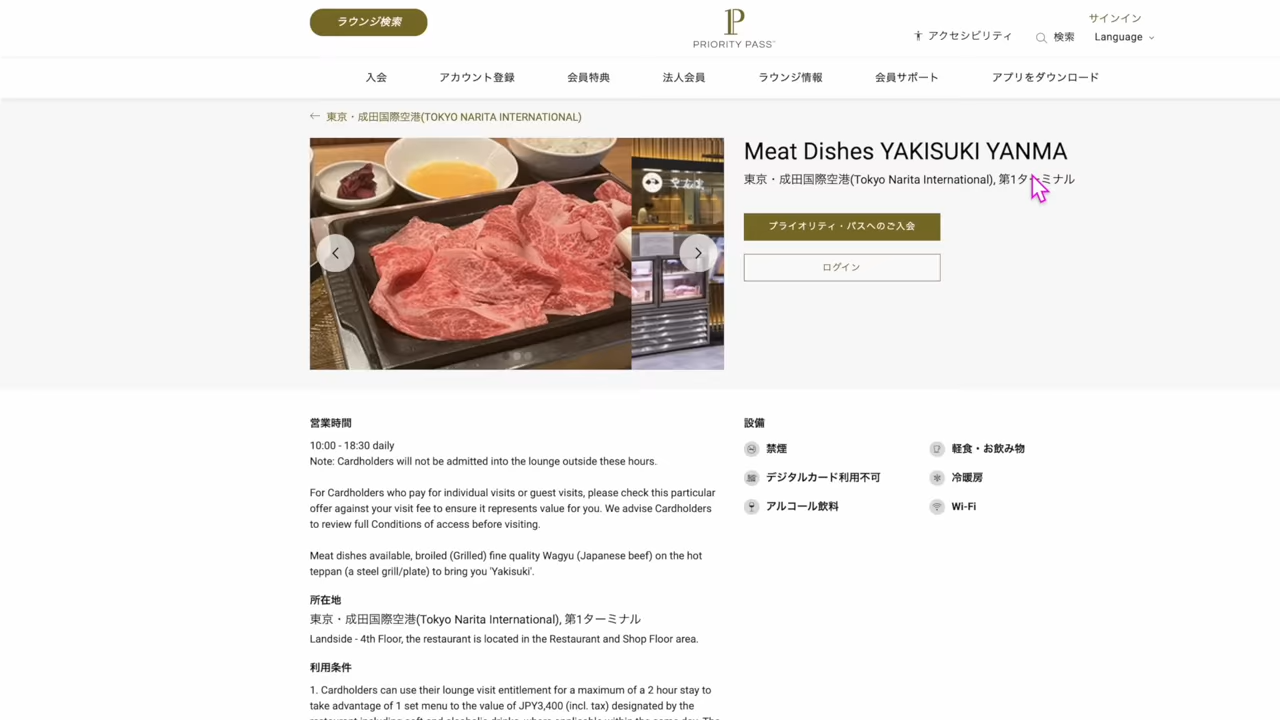 ラウンジ検索
PRIORITY PASS™
サインイン
アクセシビリティ
検索
Language
入会
アカウント登録
会員特典
法人会員
ラウンジ情報
会員サポート
アプリをダウンロード
東京・成田国際空港(TOKYO NARITA INTERNATIONAL)
Meat Dishes YAKISUKI YANMA
東京・成田国際空港(Tokyo Narita International), 第1ターミナル
プライオリティ・パスへのご入会
ログイン
営業時間
10:00 - 18:30 daily
Note: Cardholders will not be admitted into the lounge outside these hours.
For Cardholders who pay for individual visits or guest visits, please check this particular
offer against your visit fee to ensure it represents value for you. We advise Cardholders
to review full Conditions of access before visiting.
Meat dishes available, broiled (Grilled) fine quality Wagyu (Japanese beef) on the hot
teppan (a steel grill/plate) to bring you 'Yakisuki'.
所在地
東京・成田国際空港(Tokyo Narita International), 第1ターミナル
Landside - 4th Floor, the restaurant is located in the Restaurant and Shop Floor area.
利用条件
1. Cardholders can use their lounge visit entitlement for a maximum of a 2 hour stay to
take advantage of 1 set menu to the value of JPY3,400 (incl. tax) designated by the
restaurant including soft and alcoholic drinks, where applicable within the same day. The
設備
禁煙
軽食・お飲み物
デジタルカード利用不可
冷暖房
アルコール飲料
Wi-Fi